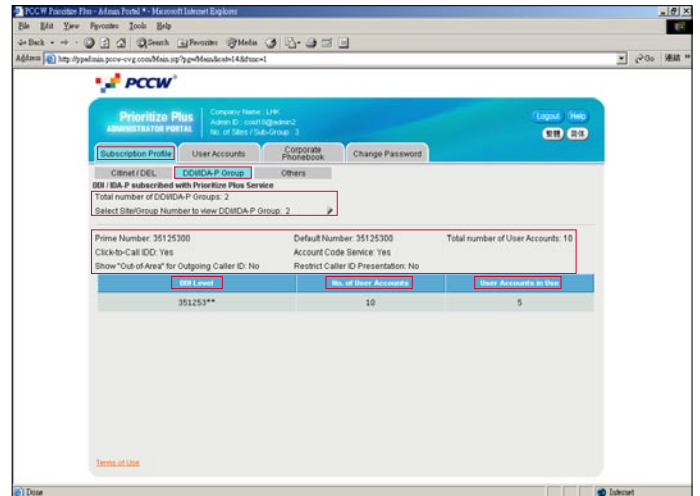 PCCW Prioritize Plus - Admin Portal *- Microsoft Internet Explorer
File Edit View Favorites Tools Help
Back Search Favorites Media
Address http://ppadmin.pccw-cvg.com/Main.jsp?pg=Main&cat=14&func=1 Go 連結 »
PCCW
Prioritize Plus
ADMINISTRATOR PORTAL
Company Name : LHK
No. of Sites / Sub-Group : 3
Logout Help
繁體 简体
Subscription Profile User Accounts Corporate Phonebook Change Password
Citinet / DEL DDI/IDA-P Group Others
DDI / IDA-P subscribed with Prioritize Plus Service
Total number of DDI/IDA-P Groups: 2
Select Site/Group Number to view DDI/IDA-P Group: 2
Prime Number: 35125300 Default Number: 35125300 Total number of User Accounts: 10
Click-to-Call IDD: Yes Account Code Service: Yes
Show "Out-of-Area" for Outgoing Caller ID: No Restrict Caller ID Presentation: No
DDI Level No. of User Accounts User Accounts in Use
351253** 10 5
Terms of Use
Done Internet